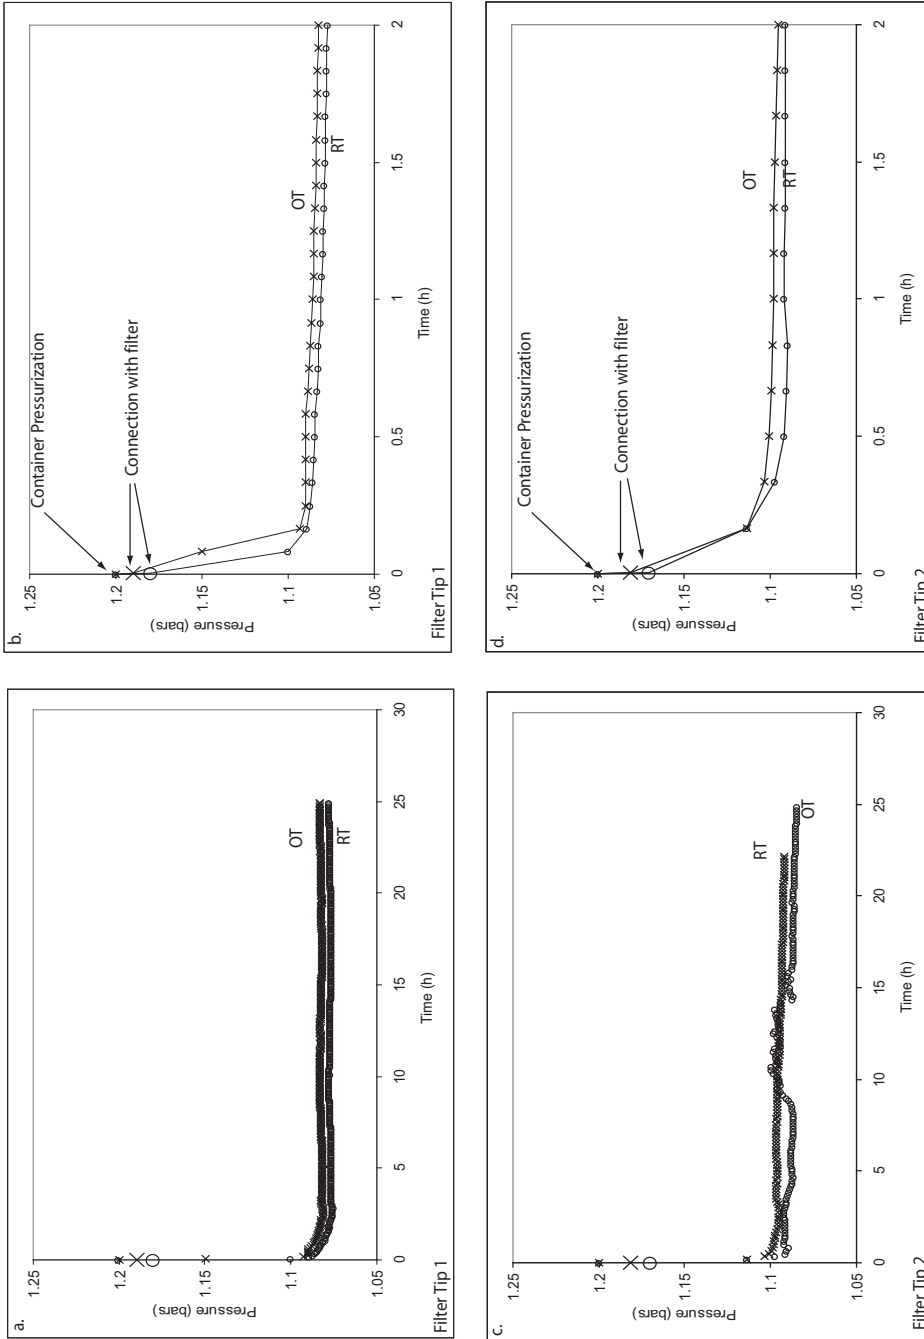 a.
1.25
1.2
1.15
1.1
1.05
Pressure (bars)
0
5
10
15
20
25
30
Time (h)
OT
RT
Filter Tip 1
b.
1.25
1.2
1.15
1.1
1.05
Pressure (bars)
0
0.5
1
1.5
2
Time (h)
Container Pressurization
Connection with filter
OT
RT
Filter Tip 1
c.
1.25
1.2
1.15
1.1
1.05
Pressure (bars)
0
5
10
15
20
25
30
Time (h)
RT
OT
Filter Tip 2
d.
1.25
1.2
1.15
1.1
1.05
Pressure (bars)
0
0.5
1
1.5
2
Time (h)
Container Pressurization
Connection with filter
OT
RT
Filter Tip 2